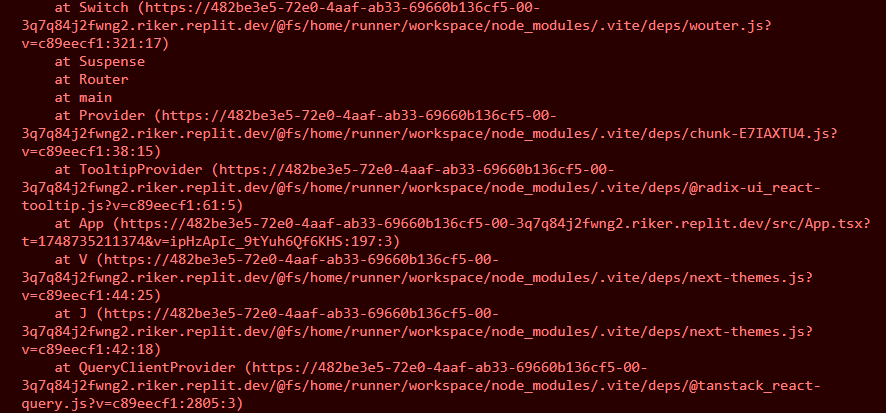 at Switch (https://482be3e5-72e0-4aaf-ab33-69660b136cf5-00-
3q7q84j2fwng2.riker.replit.dev/@fs/home/runner/workspace/node_modules/.vite/deps/wouter.js?
v=c89eecf1:321:17)
at Suspense
at Router
at main
at Provider (https://482be3e5-72e0-4aaf-ab33-69660b136cf5-00-
3q7q84j2fwng2.riker.replit.dev/@fs/home/runner/workspace/node_modules/.vite/deps/chunk-E7IAXTU4.js?
v=c89eecf1:38:15)
at TooltipProvider (https://482be3e5-72e0-4aaf-ab33-69660b136cf5-00-
3q7q84j2fwng2.riker.replit.dev/@fs/home/runner/workspace/node_modules/.vite/deps/@radix-ui_react-
tooltip.js?v=c89eecf1:61:5)
at App (https://482be3e5-72e0-4aaf-ab33-69660b136cf5-00-3q7q84j2fwng2.riker.replit.dev/src/App.tsx?
t=1748735211374&v=ipHzApIc_9tYuh6Qf6KHS:197:3)
at V (https://482be3e5-72e0-4aaf-ab33-69660b136cf5-00-
3q7q84j2fwng2.riker.replit.dev/@fs/home/runner/workspace/node_modules/.vite/deps/next-themes.js?
v=c89eecf1:44:25)
at J (https://482be3e5-72e0-4aaf-ab33-69660b136cf5-00-
3q7q84j2fwng2.riker.replit.dev/@fs/home/runner/workspace/node_modules/.vite/deps/next-themes.js?
v=c89eecf1:42:18)
at QueryClientProvider (https://482be3e5-72e0-4aaf-ab33-69660b136cf5-00-
3q7q84j2fwng2.riker.replit.dev/@fs/home/runner/workspace/node_modules/.vite/deps/@tanstack_react-
query.js?v=c89eecf1:2805:3)